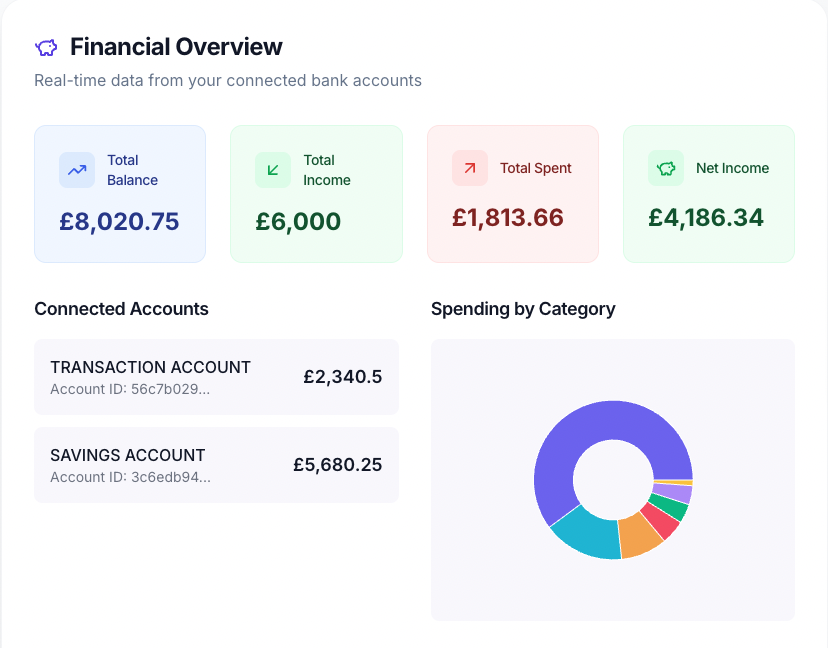 Financial Overview
Real-time data from your connected bank accounts
Total
Balance
£8,020.75
Total
Income
£6,000
Total Spent
£1,813.66
Net Income
£4,186.34
Connected Accounts
TRANSACTION ACCOUNT
Account ID: 56c7b029...
£2,340.5
SAVINGS ACCOUNT
Account ID: 3c6edb94...
£5,680.25
Spending by Category